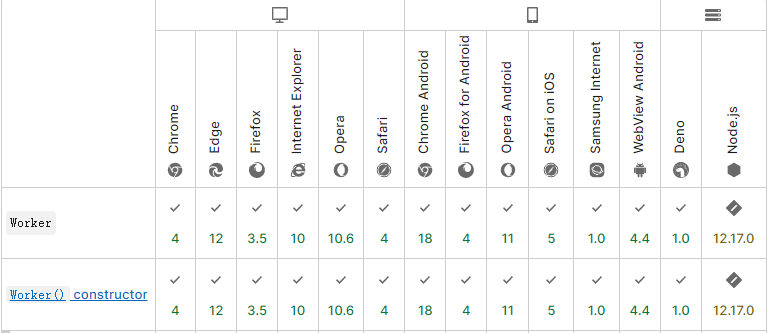 Chrome
Edge
Firefox
Internet Explorer
Opera
Safari
Chrome Android
Firefox for Android
Opera Android
Safari on iOS
Samsung Internet
WebView Android
Deno
Node.js
Worker
4 12 3.5 10 10.6 4 18 4 11 5 1.0 4.4 1.0 12.17.0
Worker() constructor
4 12 3.5 10 10.6 4 18 4 11 5 1.0 4.4 1.0 12.17.0